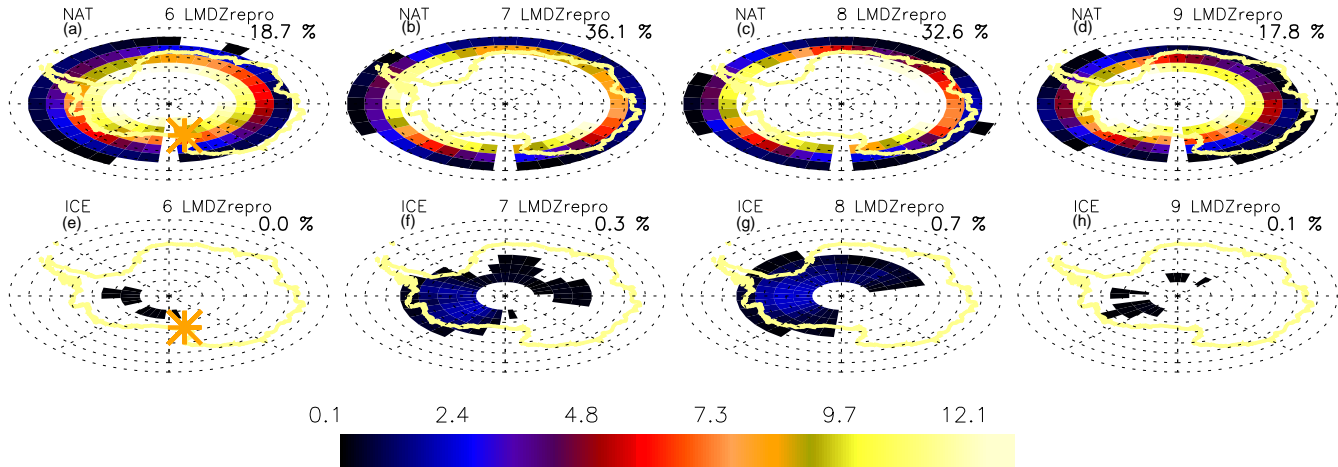 NAT 6 LMDZrepro
(a) 18.7 %
NAT 7 LMDZrepro
(b) 36.1 %
NAT 8 LMDZrepro
(c) 32.6 %
NAT 9 LMDZrepro
(d) 17.8 %
ICE 6 LMDZrepro
(e) 0.0 %
ICE 7 LMDZrepro
(f) 0.3 %
ICE 8 LMDZrepro
(g) 0.7 %
ICE 9 LMDZrepro
(h) 0.1 %
0.1 2.4 4.8 7.3 9.7 12.1